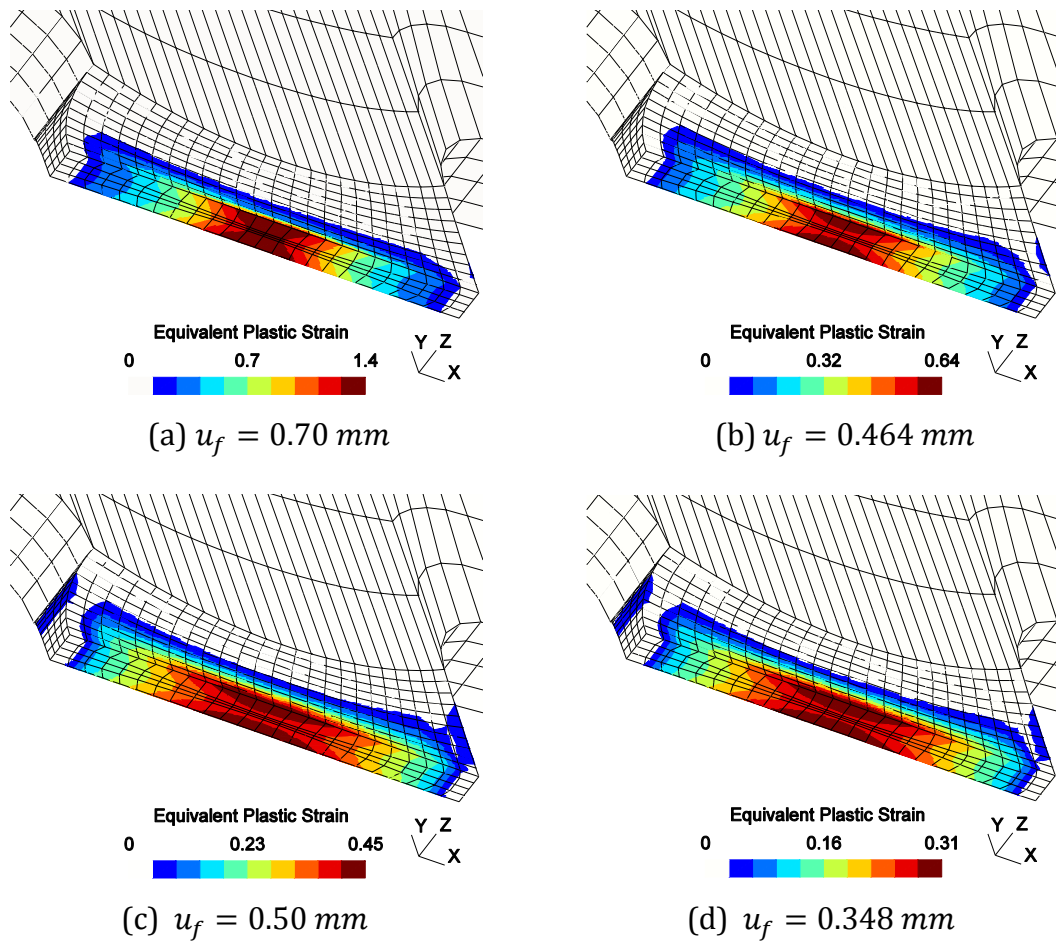 Equivalent Plastic Strain
0 0.7 1.4
Y Z
X
(a) u_f = 0.70 mm
Equivalent Plastic Strain
0 0.32 0.64
Y Z
X
(b) u_f = 0.464 mm
Equivalent Plastic Strain
0 0.23 0.45
Y Z
X
(c) u_f = 0.50 mm
Equivalent Plastic Strain
0 0.16 0.31
Y Z
X
(d) u_f = 0.348 mm